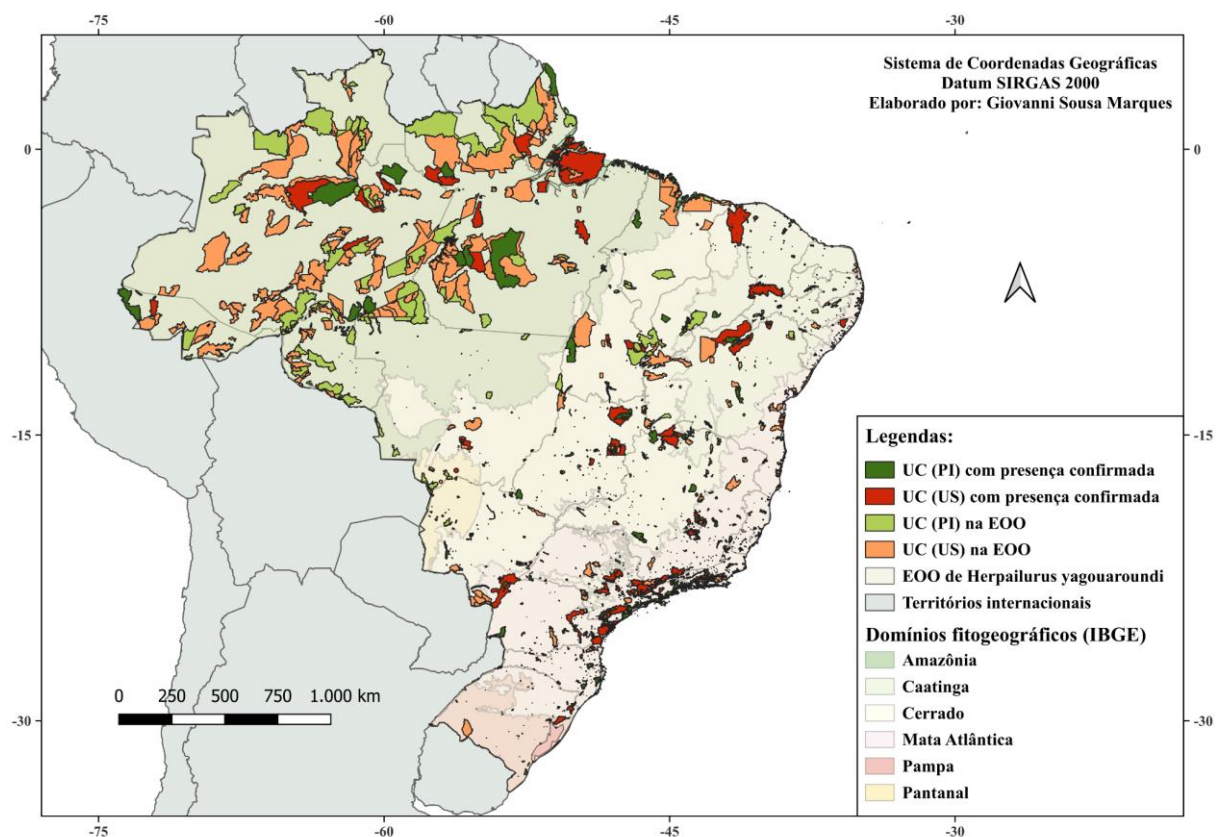 -75 -60 -45 -30
Sistema de Coordenadas Geográficas
Datum SIRGAS 2000
Elaborado por: Giovanni Sousa Marques
0 0
-15
-30
Legendas:
UC (PI) com presença confirmada
UC (US) com presença confirmada
UC (PI) na EOO
UC (US) na EOO
EOO de Herpailurus yagouaroundi
Territórios internacionais
Domínios fitogeográficos (IBGE)
Amazônia
Caatinga
Cerrado
Mata Atlântica
Pampa
Pantanal
-15
-30
0 250 500 750 1.000 km
-75 -60 -45 -30